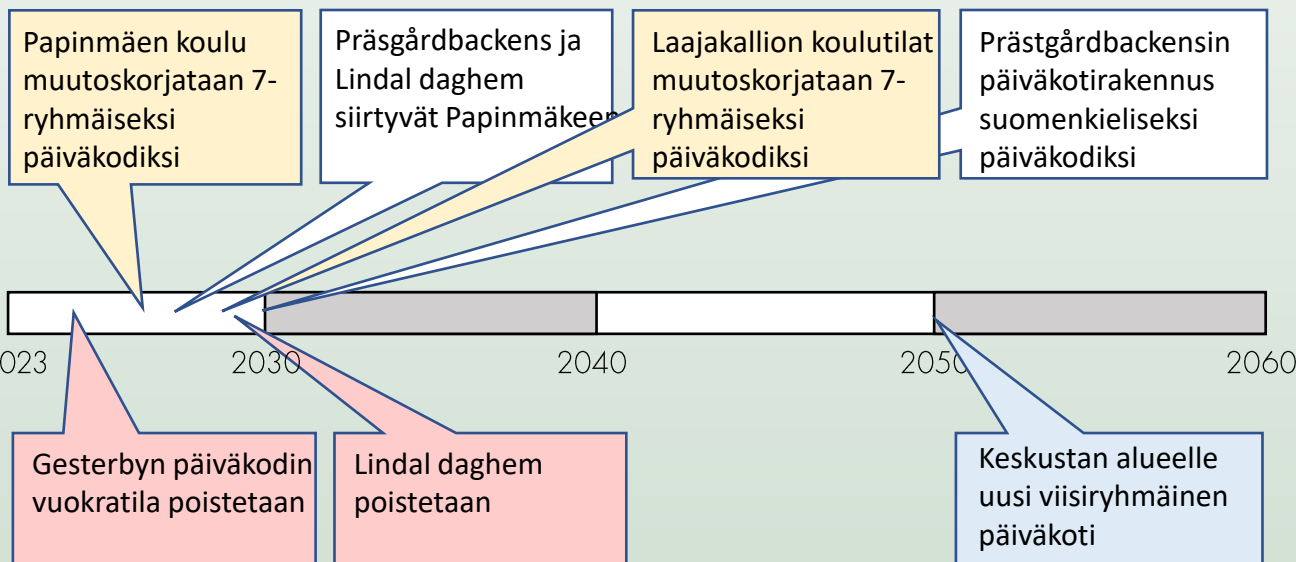 Papinmäen koulu
muutoskorjataan 7-
ryhmäiseksi
päiväkodiksi
Präsgårdbackens ja
Lindal daghem
siirtyvät Papinmäkeen
Laajakallion koulutilat
muutoskorjataan 7-
ryhmäiseksi
päiväkodiksi
Prästgårdbackensin
päiväkotirakennus
suomenkieliseksi
päiväkodiksi
023 2030 2040 2050 2060
Gesterbyn päiväkodin
vuokratila poistetaan
Lindal daghem
poistetaan
Keskustan alueelle
uusi viisiryhmäinen
päiväkoti